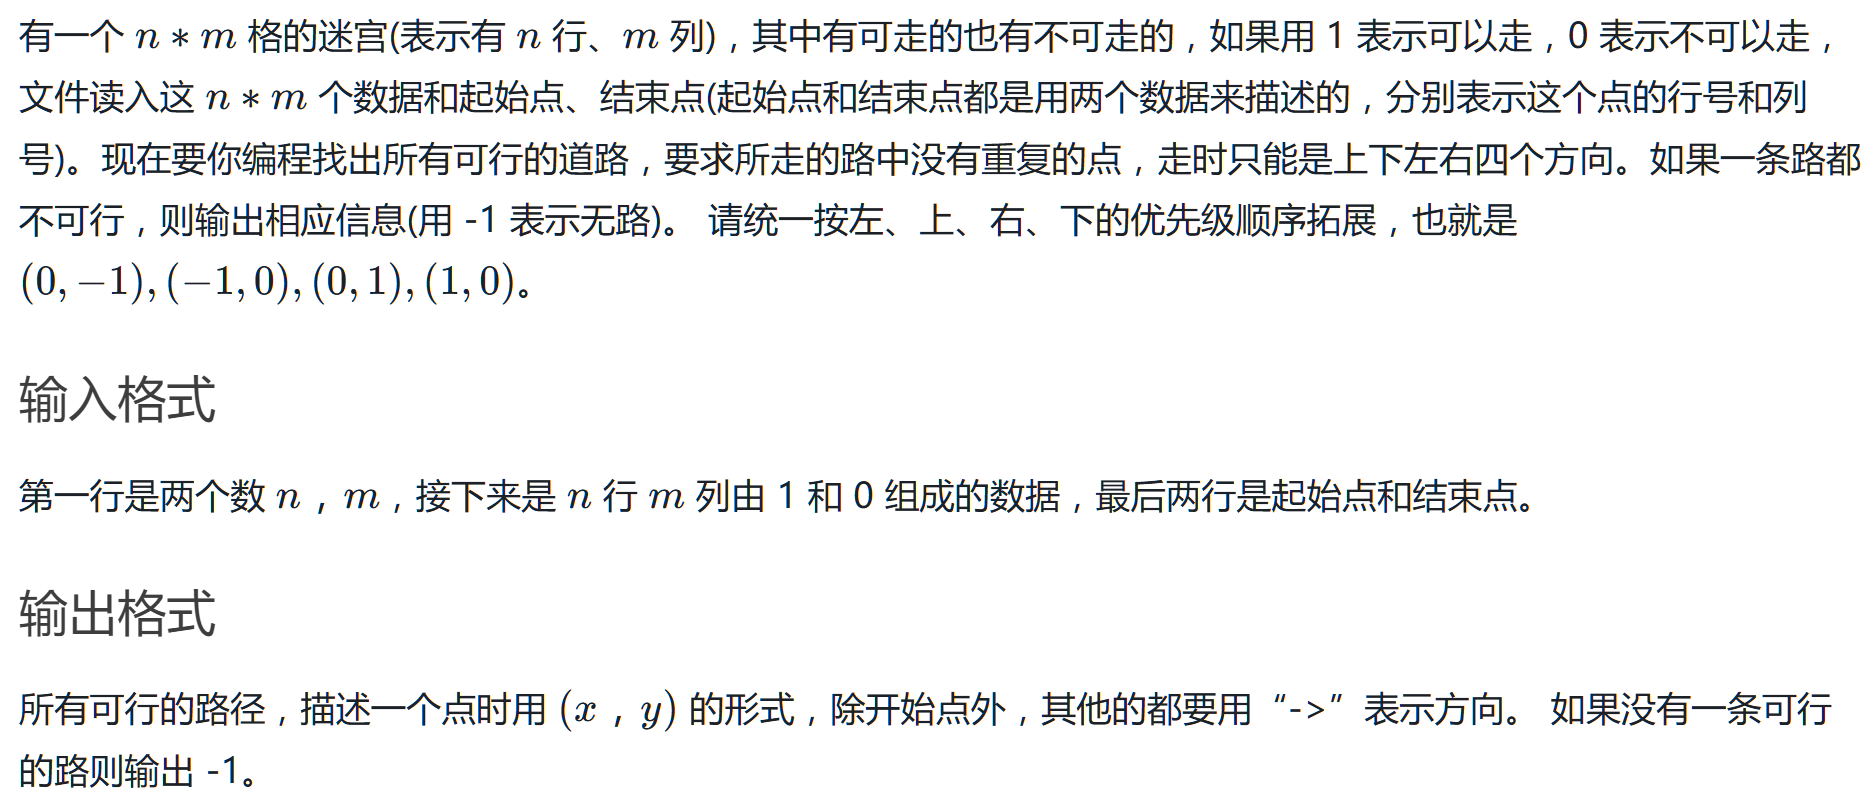 有一个 n * m 格的迷宫(表示有 n 行、m 列)，其中有可走的也有不可走的，如果用 1 表示可以走，0 表示不可以走，
文件读入这 n * m 个数据和起始点、结束点(起始点和结束点都是用两个数据来描述的，分别表示这个点的行号和列
号)。现在要你编程找出所有可行的道路，要求所走的路中没有重复的点，走时只能是上下左右四个方向。如果一条路都
不可行，则输出相应信息(用 -1 表示无路)。 请统一按左、上、右、下的优先级顺序拓展，也就是
(0, −1), (−1, 0), (0, 1), (1, 0)。
输入格式
第一行是两个数 n，m，接下来是 n 行 m 列由 1 和 0 组成的数据，最后两行是起始点和结束点。
输出格式
所有可行的路径，描述一个点时用 (x，y) 的形式，除开始点外，其他的都要用“->”表示方向。 如果没有一条可行
的路则输出 -1。